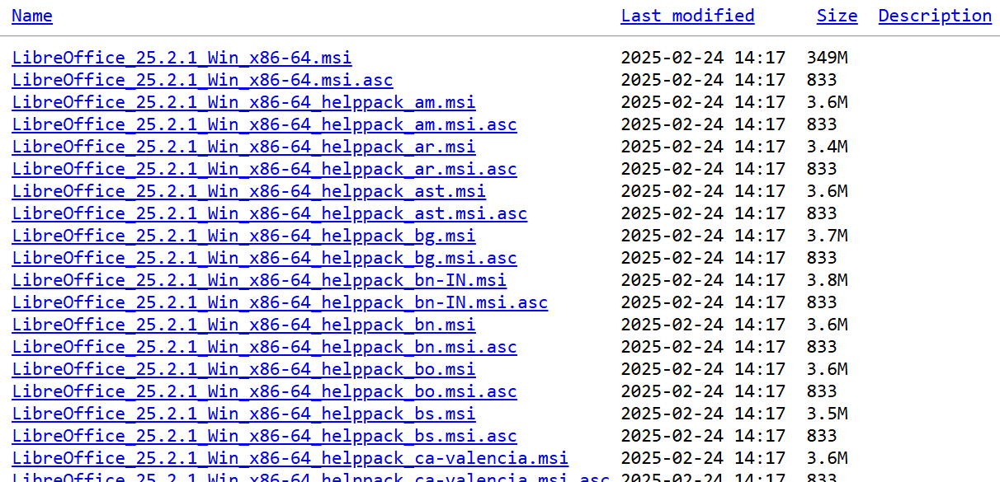 Name Last modified Size Description
LibreOffice_25.2.1_Win_x86-64.msi 2025-02-24 14:17 349M
LibreOffice_25.2.1_Win_x86-64.msi.asc 2025-02-24 14:17 833
LibreOffice_25.2.1_Win_x86-64_helppack_am.msi 2025-02-24 14:17 3.6M
LibreOffice_25.2.1_Win_x86-64_helppack_am.msi.asc 2025-02-24 14:17 833
LibreOffice_25.2.1_Win_x86-64_helppack_ar.msi 2025-02-24 14:17 3.4M
LibreOffice_25.2.1_Win_x86-64_helppack_ar.msi.asc 2025-02-24 14:17 833
LibreOffice_25.2.1_Win_x86-64_helppack_ast.msi 2025-02-24 14:17 3.6M
LibreOffice_25.2.1_Win_x86-64_helppack_ast.msi.asc 2025-02-24 14:17 833
LibreOffice_25.2.1_Win_x86-64_helppack_bg.msi 2025-02-24 14:17 3.7M
LibreOffice_25.2.1_Win_x86-64_helppack_bg.msi.asc 2025-02-24 14:17 833
LibreOffice_25.2.1_Win_x86-64_helppack_bn-IN.msi 2025-02-24 14:17 3.8M
LibreOffice_25.2.1_Win_x86-64_helppack_bn-IN.msi.asc 2025-02-24 14:17 833
LibreOffice_25.2.1_Win_x86-64_helppack_bn.msi 2025-02-24 14:17 3.6M
LibreOffice_25.2.1_Win_x86-64_helppack_bn.msi.asc 2025-02-24 14:17 833
LibreOffice_25.2.1_Win_x86-64_helppack_bo.msi 2025-02-24 14:17 3.6M
LibreOffice_25.2.1_Win_x86-64_helppack_bo.msi.asc 2025-02-24 14:17 833
LibreOffice_25.2.1_Win_x86-64_helppack_bs.msi 2025-02-24 14:17 3.5M
LibreOffice_25.2.1_Win_x86-64_helppack_bs.msi.asc 2025-02-24 14:17 833
LibreOffice_25.2.1_Win_x86-64_helppack_ca-valencia.msi 2025-02-24 14:17 3.6M
LibreOffice_25.2.1_Win_x86-64_helppack_ca-valencia.msi.asc 2025-02-24 14:17 833